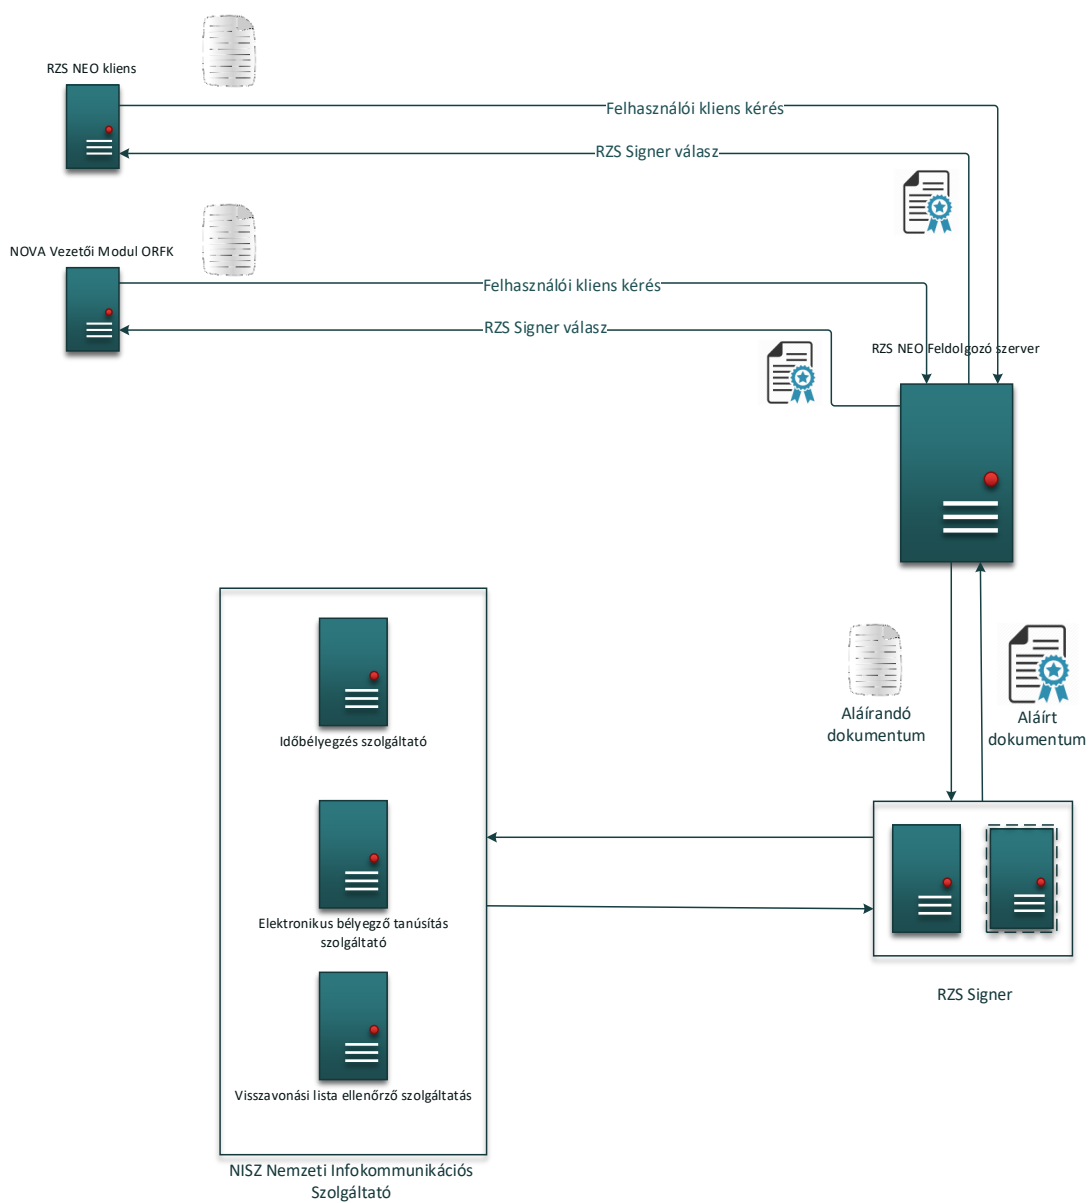 RZS NEO kliens
Felhasználói kliens kérés
RZS Signer válasz
NOVA Vezetői Modul ORFK
Felhasználói kliens kérés
RZS Signer válasz
RZS NEO Feldolgozó szerver
Aláírandó
dokumentum
Aláírt
dokumentum
Időbélyegzés szolgáltató
Elektronikus bélyegző tanúsítás
szolgáltató
RZS Signer
Visszavonási lista ellenőrző szolgáltatás
NISZ Nemzeti Infokommunikációs
Szolgáltató